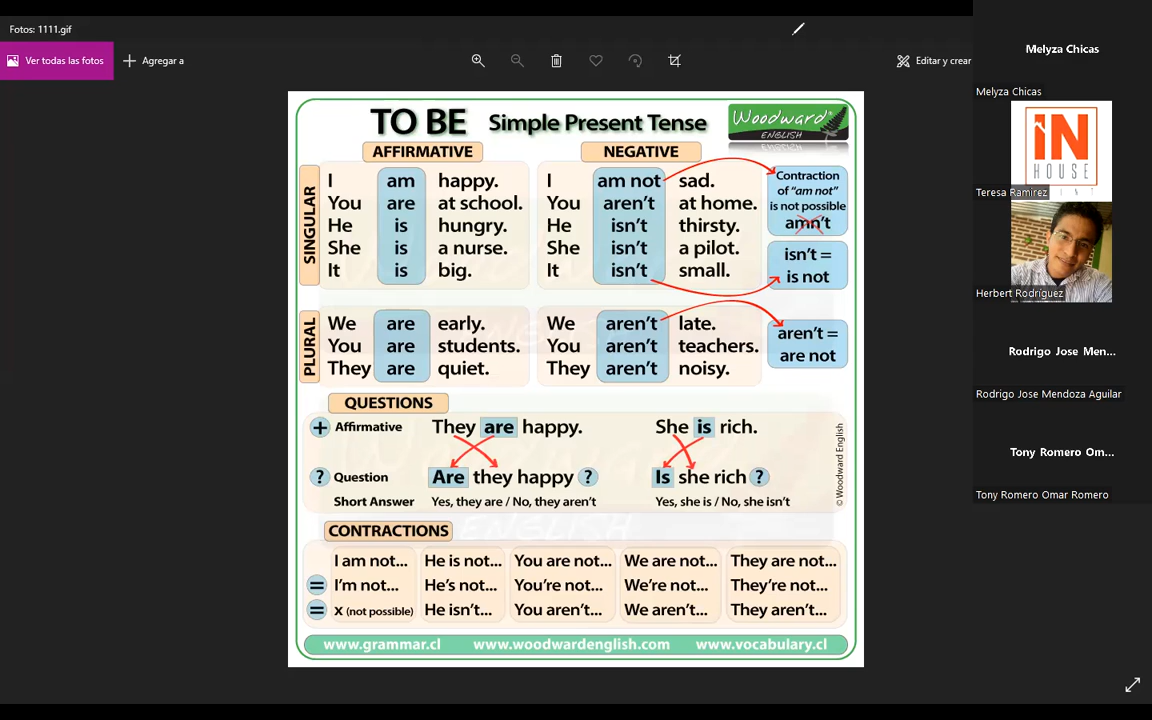 Fotos: 1111.gif
Ver todas las fotos
Agregar a
Editar y crear
TO BE Simple Present Tense
Woodward
ENGLISH
AFFIRMATIVE
NEGATIVE
SINGULAR
I am happy.
You are at school.
He is hungry.
She is a nurse.
It is big.
I am not sad.
You aren't at home.
He isn't thirsty.
She isn't a pilot.
It isn't small.
Contraction
of "am not"
is not possible
amn't
isn't =
is not
PLURAL
We are early.
You are students.
They are quiet.
We aren't late.
You aren't teachers.
They aren't noisy.
aren't =
are not
QUESTIONS
+ Affirmative They are happy. She is rich.
? Question Are they happy ? Is she rich ?
Short Answer Yes, they are / No, they aren't Yes, she is / No, she isn't
© Woodward English
CONTRACTIONS
I am not... He is not... You are not... We are not... They are not...
= I'm not... He's not... You're not... We're not... They're not...
= x (not possible) He isn't... You aren't... We aren't... They aren't...
www.grammar.cl www.woodwardenglish.com www.vocabulary.cl
Melyza Chicas
Melyza Chicas
iN
HOUSE
Teresa Ramirez
Herbert Rodríguez
Rodrigo Jose Men...
Rodrigo Jose Mendoza Aguilar
Tony Romero Om...
Tony Romero Omar Romero